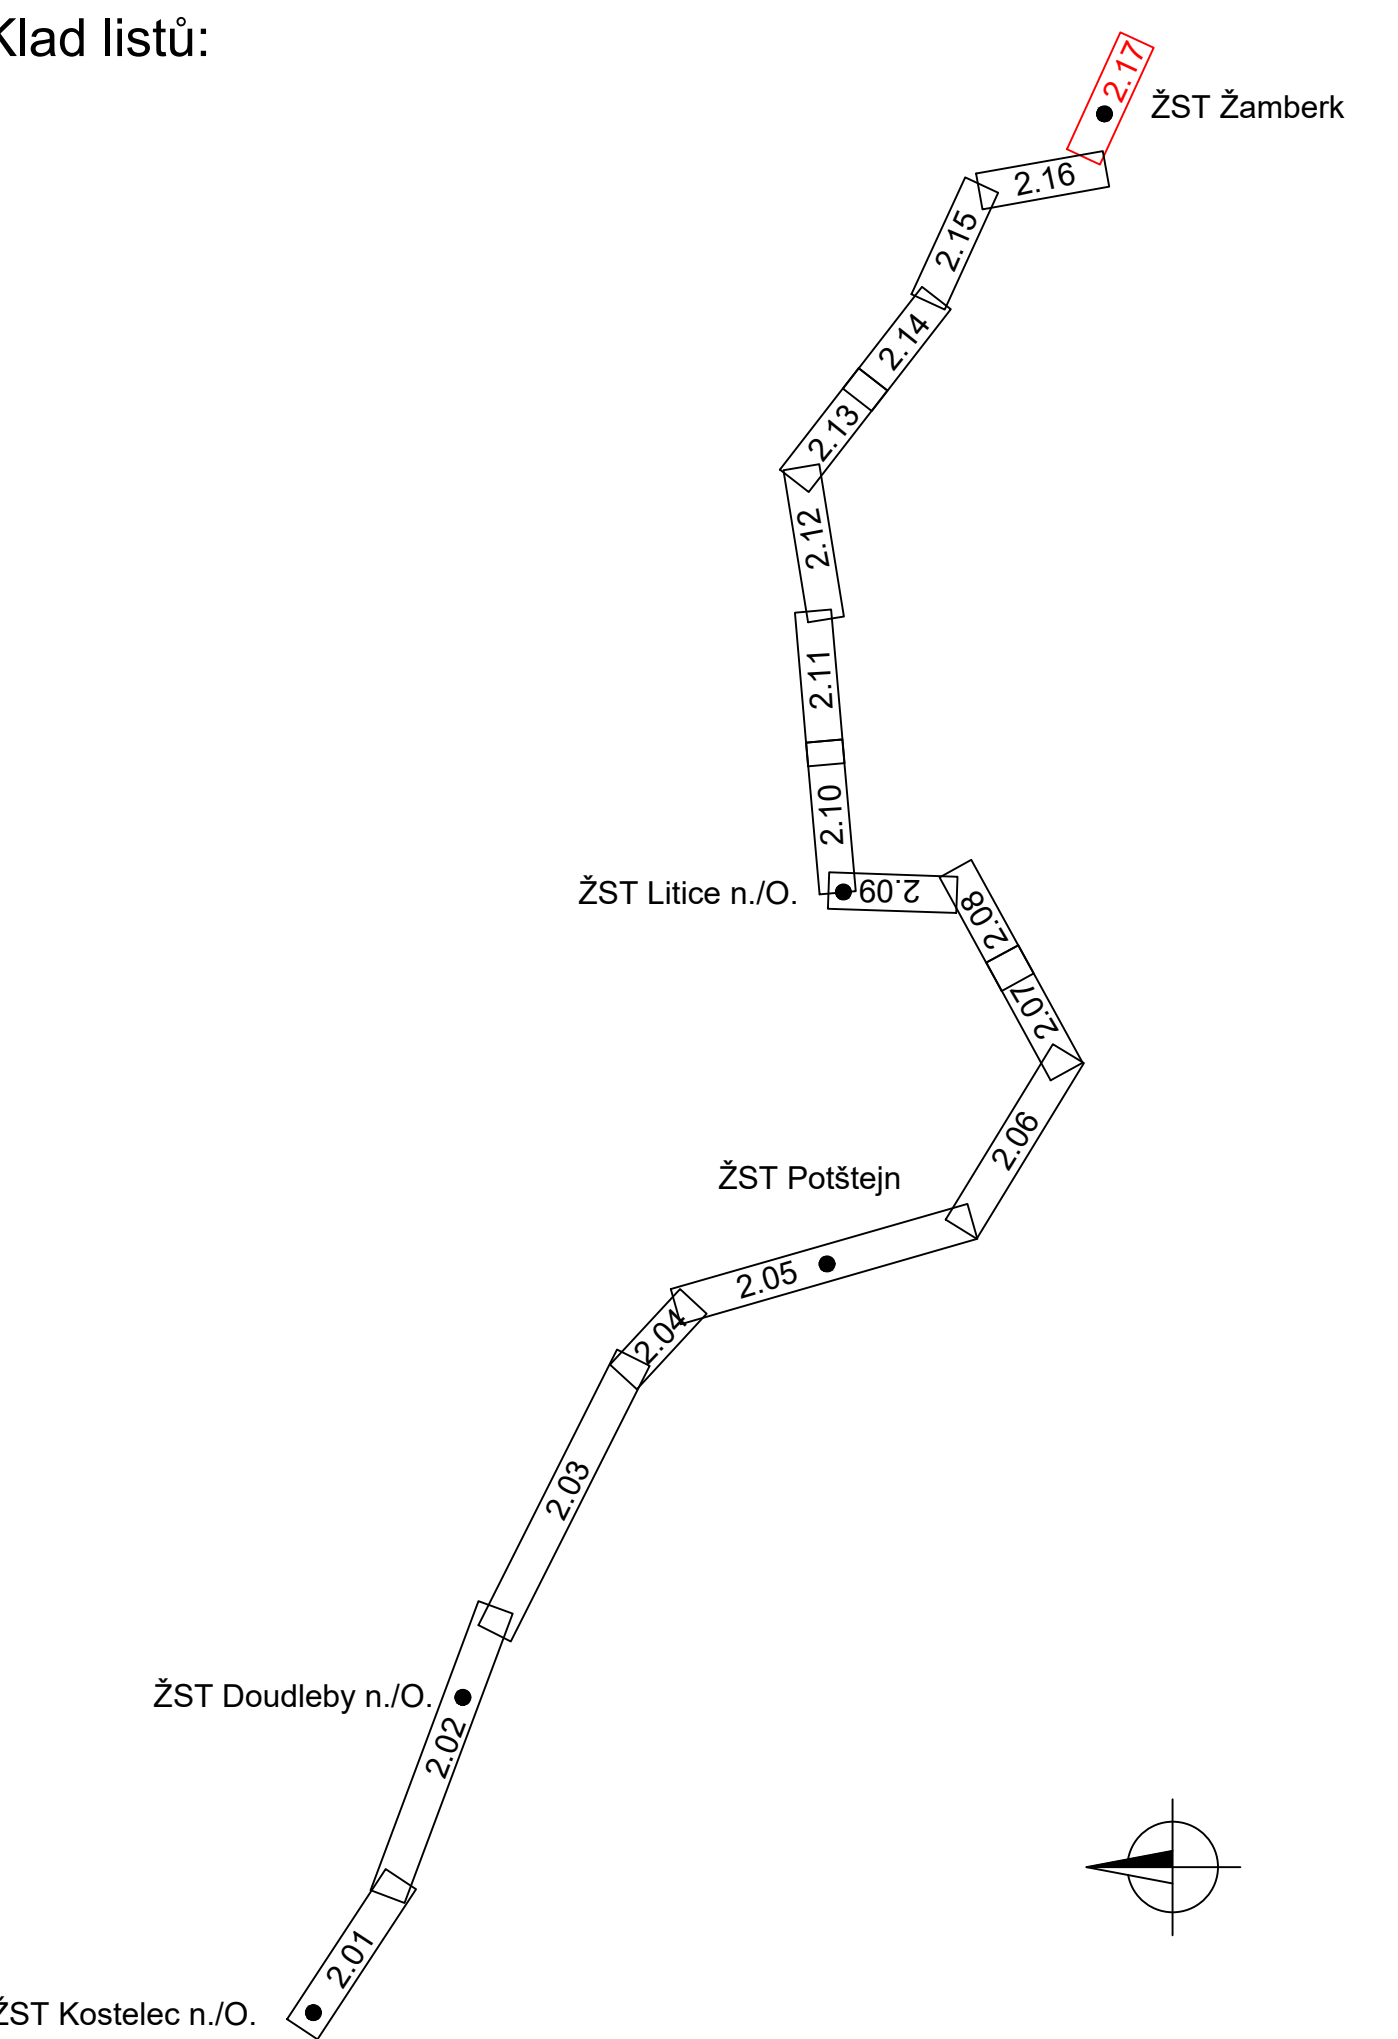 Klad listů:
2.17
ŽST Žamberk
2.16
2.15
2.14
2.13
2.12
2.11
2.10
ŽST Litice n./O.
2.09
2.08
2.07
2.06
ŽST Potštejn
2.05
2.04
2.03
ŽST Doudleby n./O.
2.02
2.01
ŽST Kostelec n./O.